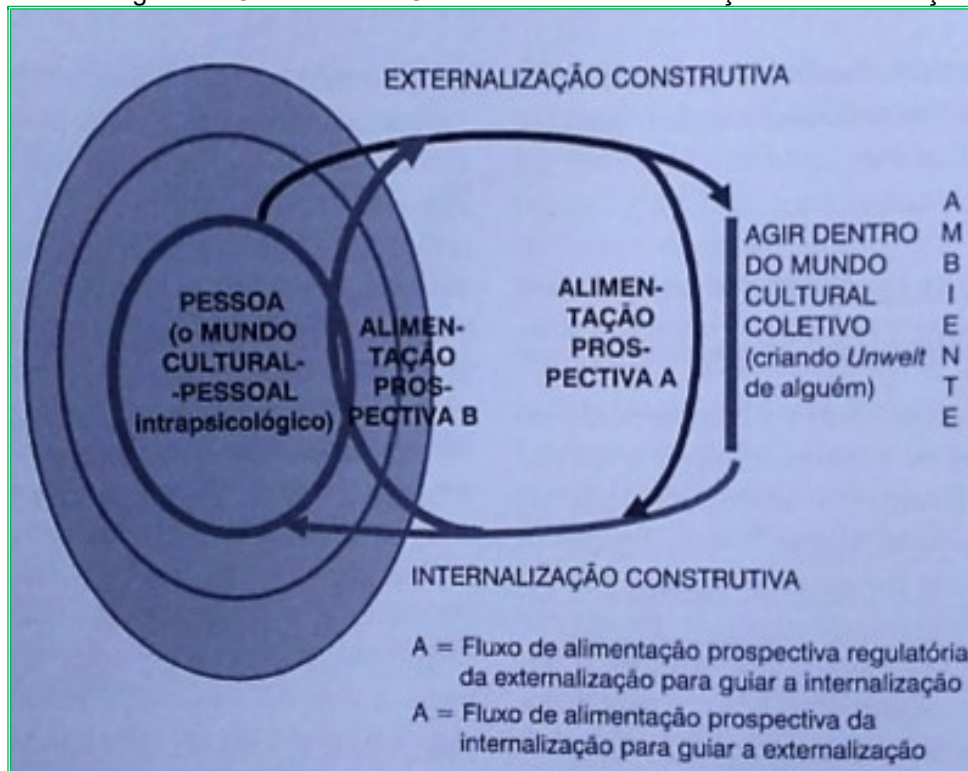 EXTERNALIZAÇÃO CONSTRUTIVA
PESSOA
(o MUNDO
CULTURAL-
-PESSOAL
intrapsicológico)
ALIMEN-
TAÇÃO
PROS-
PECTIVA B
ALIMEN-
TAÇÃO
PROS-
PECTIVA A
AGIR DENTRO
DO MUNDO
CULTURAL
COLETIVO
(criando Unwelt
de alguém)
A
M
B
I
E
N
T
E
INTERNALIZAÇÃO CONSTRUTIVA
A = Fluxo de alimentação prospectiva regulatória
da externalização para guiar a internalização
A = Fluxo de alimentação prospectiva da
internalização para guiar a externalização